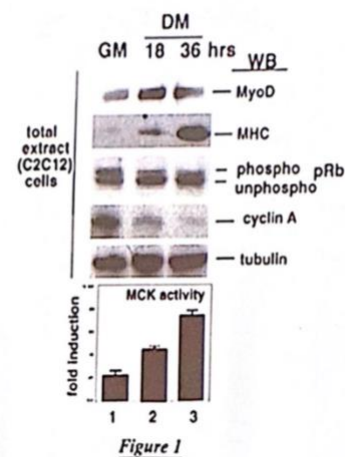 DM
GM 18 36 hrs
WB
MyoD
MHC
total
extract
(C2C12)
cells
phospho pRb
unphospho
cyclin A
tubulin
MCK activity
fold induction
1 2 3
Figure 1